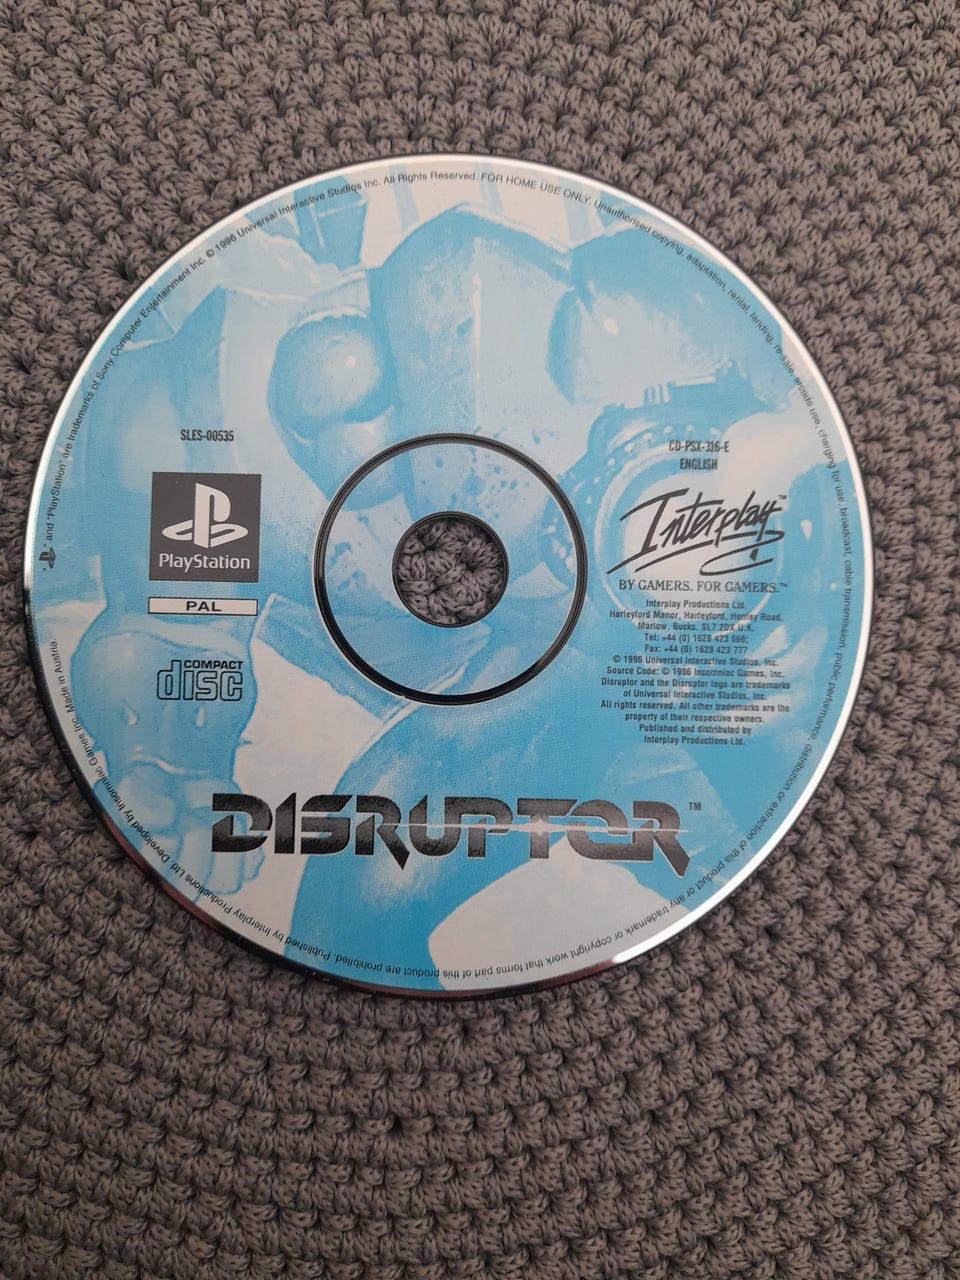 " and "PlayStation" are trademarks of Sony Computer Entertainment Inc. © 1996 Universal Interactive Studios Inc. All Rights Reserved. FOR HOME USE ONLY. Unauthorised copying, adaptation, rental, lending, re-sale, arcade use, charging for use, broadcast, cable transmission, public performance, distribution or extraction of this product or any trademark or copyright work that forms part of this product are prohibited. Published by Interplay Productions Ltd. Developed by Insomniac Games Inc. Made in Austria.
SLES-00535
PlayStation
PAL
COMPACT
disc
CD-PSX-316-E
ENGLISH
Interplay™
BY GAMERS. FOR GAMERS.™
Interplay Productions Ltd.
Harleyford Manor, Harleyford, Henley Road,
Marlow, Bucks. SL7 2DX U.K.
Tel: +44 (0) 1628 423 666;
Fax: +44 (0) 1628 423 777
© 1996 Universal Interactive Studios, Inc.
Source Code: © 1996 Insomniac Games, Inc.
Disruptor and the Disruptor logo are trademarks
of Universal Interactive Studios, Inc.
All rights reserved. All other trademarks are the
property of their respective owners.
Published and distributed by
Interplay Productions Ltd.
DISRUPTOR™